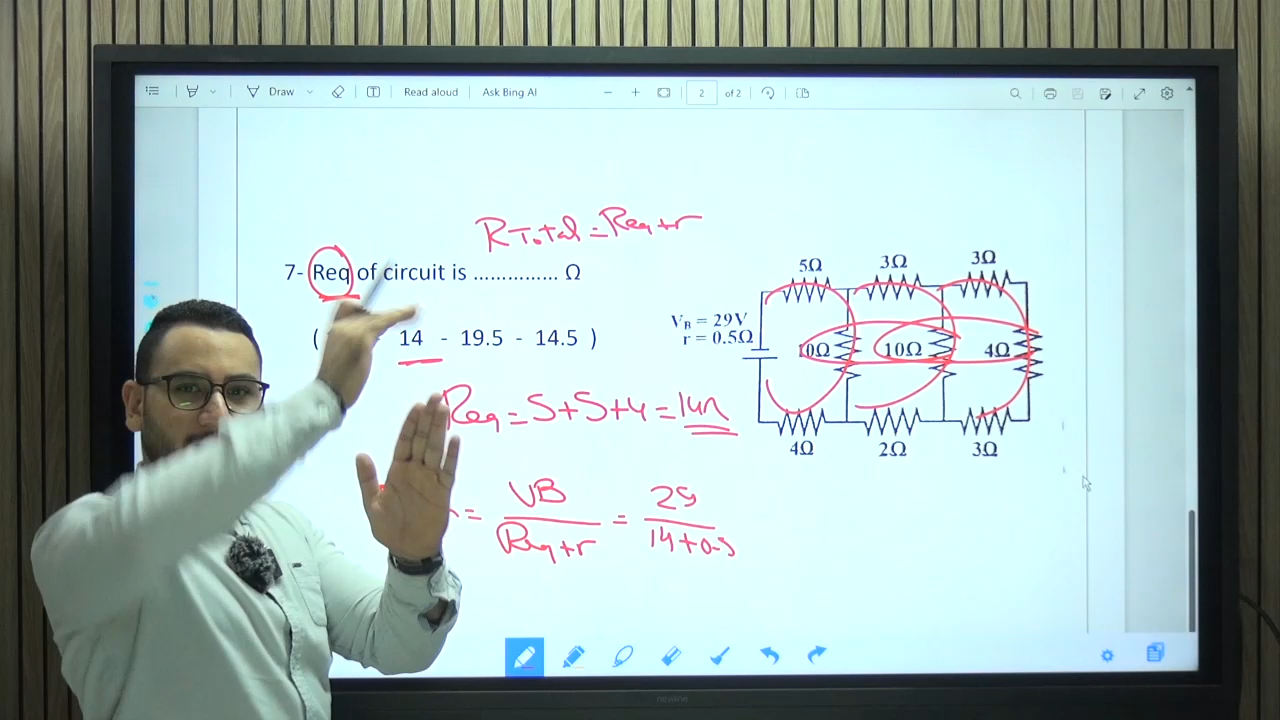 Draw
Read aloud
Ask Bing AI
2 of 2
R Total = Req + r
7- Req of circuit is .............. Ω
( - 14 - 19.5 - 14.5 )
Req = 5+5+4 = 14Ω
= VB / Req + r = 29 / 14 + 0.5
5Ω 3Ω 3Ω
VB = 29V
r = 0.5Ω
10Ω 10Ω 4Ω
4Ω 2Ω 3Ω
newline